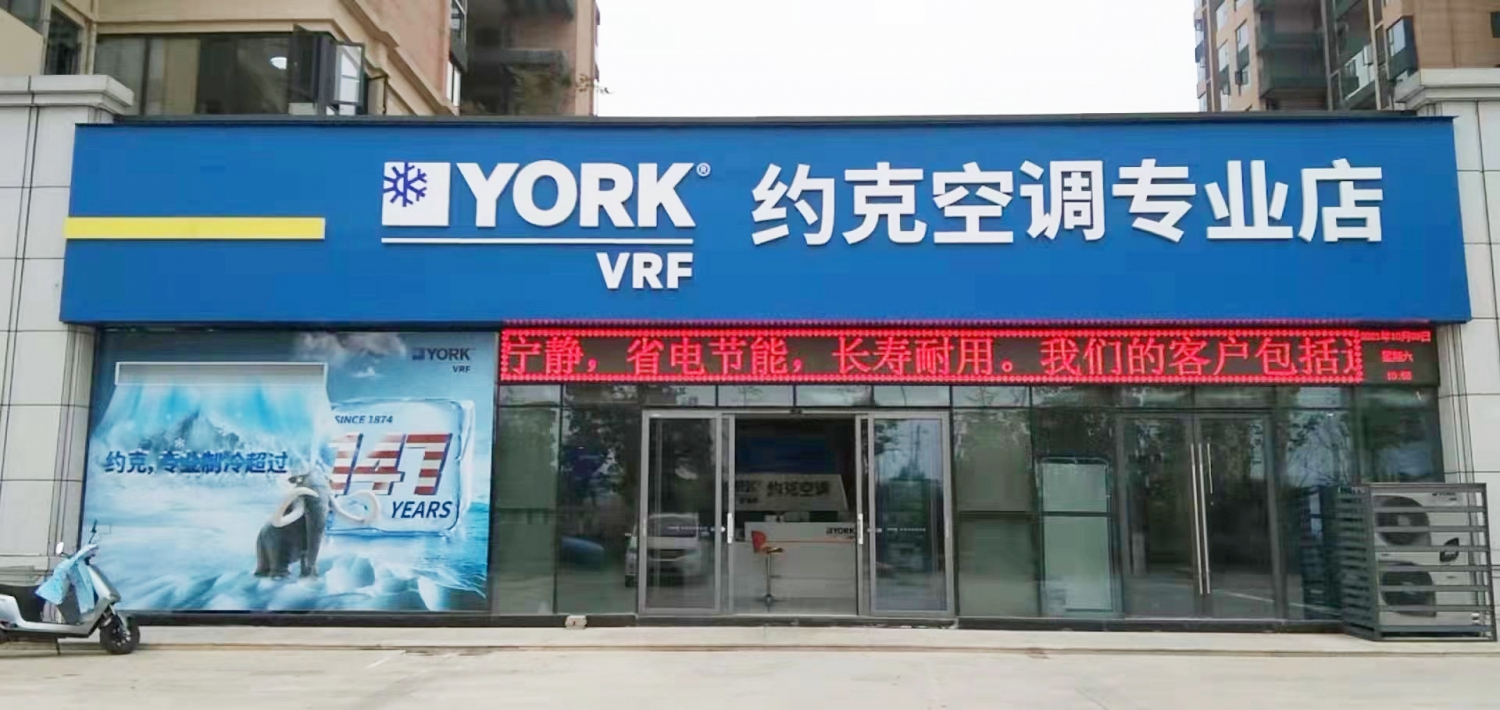 YORK® 约克空调专业店
VRF
宁静，省电节能，长寿耐用。我们的客户包括
星期六
YORK
VRF
SINCE 1874
147
YEARS
约克，专业制冷超过
约克空调
YORK